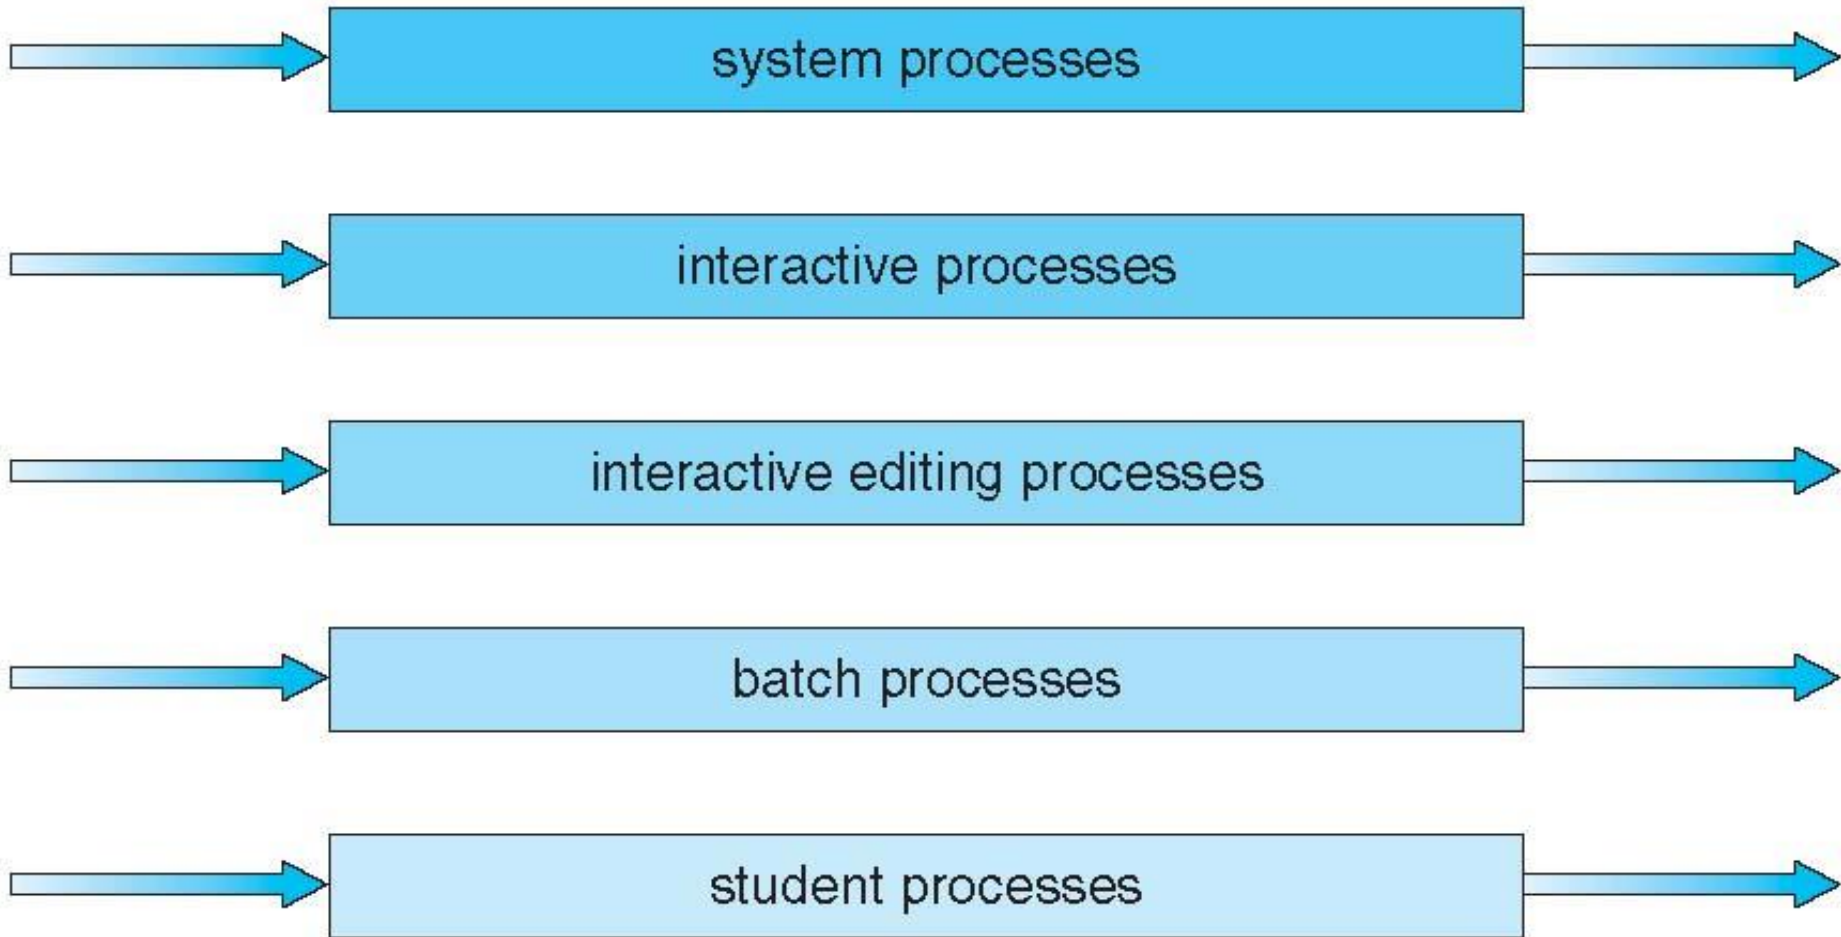 system processes
interactive processes
interactive editing processes
batch processes
student processes